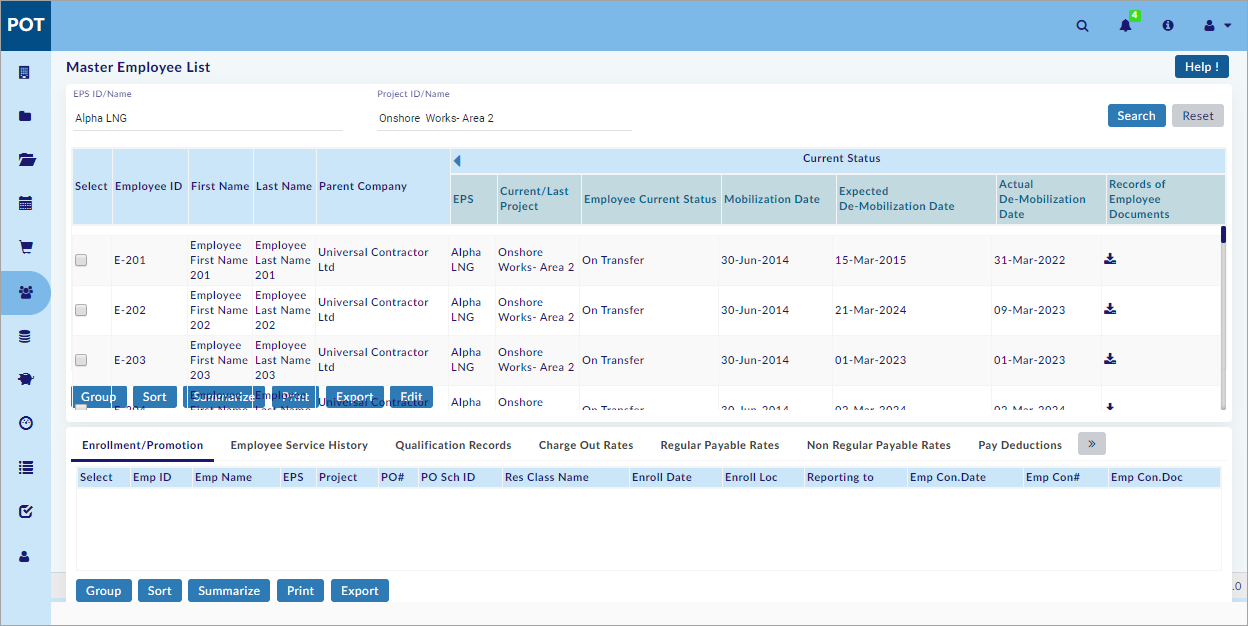 POT
4
Master Employee List
Help !
EPS ID/Name
Project ID/Name
Alpha LNG
Onshore Works- Area 2
Search
Reset
Current Status
Select
Employee ID
First Name
Last Name
Parent Company
EPS
Current/Last
Project
Employee Current Status
Mobilization Date
Expected
De-Mobilization Date
Actual
De-Mobilization
Date
Records of
Employee
Documents
E-201
Employee
First Name
201
Employee
Last Name
201
Universal Contractor
Ltd
Alpha
LNG
Onshore
Works- Area 2
On Transfer
30-Jun-2014
15-Mar-2015
31-Mar-2022
E-202
Employee
First Name
202
Employee
Last Name
202
Universal Contractor
Ltd
Alpha
LNG
Onshore
Works- Area 2
On Transfer
30-Jun-2014
21-Mar-2024
09-Mar-2023
E-203
Employee
First Name
203
Employee
Last Name
203
Universal Contractor
Ltd
Alpha
LNG
Onshore
Works- Area 2
On Transfer
30-Jun-2014
01-Mar-2023
01-Mar-2023
E-204
Employee
First Name
Employee
Last Name
Universal Contractor
Alpha
Onshore
On Transfer
30-Jun-2014
02-Mar-2024
02-Mar-2024
Group
Sort
Summarize
Print
Export
Edit
Enrollment/Promotion
Employee Service History
Qualification Records
Charge Out Rates
Regular Payable Rates
Non Regular Payable Rates
Pay Deductions
»
Select
Emp ID
Emp Name
EPS
Project
PO#
PO Sch ID
Res Class Name
Enroll Date
Enroll Loc
Reporting to
Emp Con.Date
Emp Con#
Emp Con.Doc
Group
Sort
Summarize
Print
Export
.0